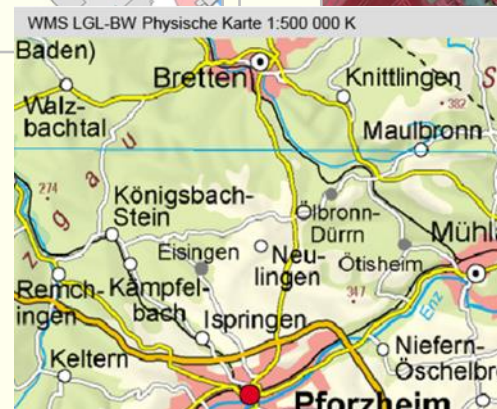 WMS LGL-BW Physische Karte 1:500 000 K
Baden)
Bretten
Knittlingen
Walz-
bachtal
382
Maulbronn
u
a
274
g
Königsbach-
Stein
Ölbronn-
Dürrn
Mühla
z
Eisingen
Neu-
lingen
Ötisheim
Remch-
ingen
Kämpfel-
bach
347
Enz
Ispringen
Niefern-
Öschelbr
Keltern
Pforzheim